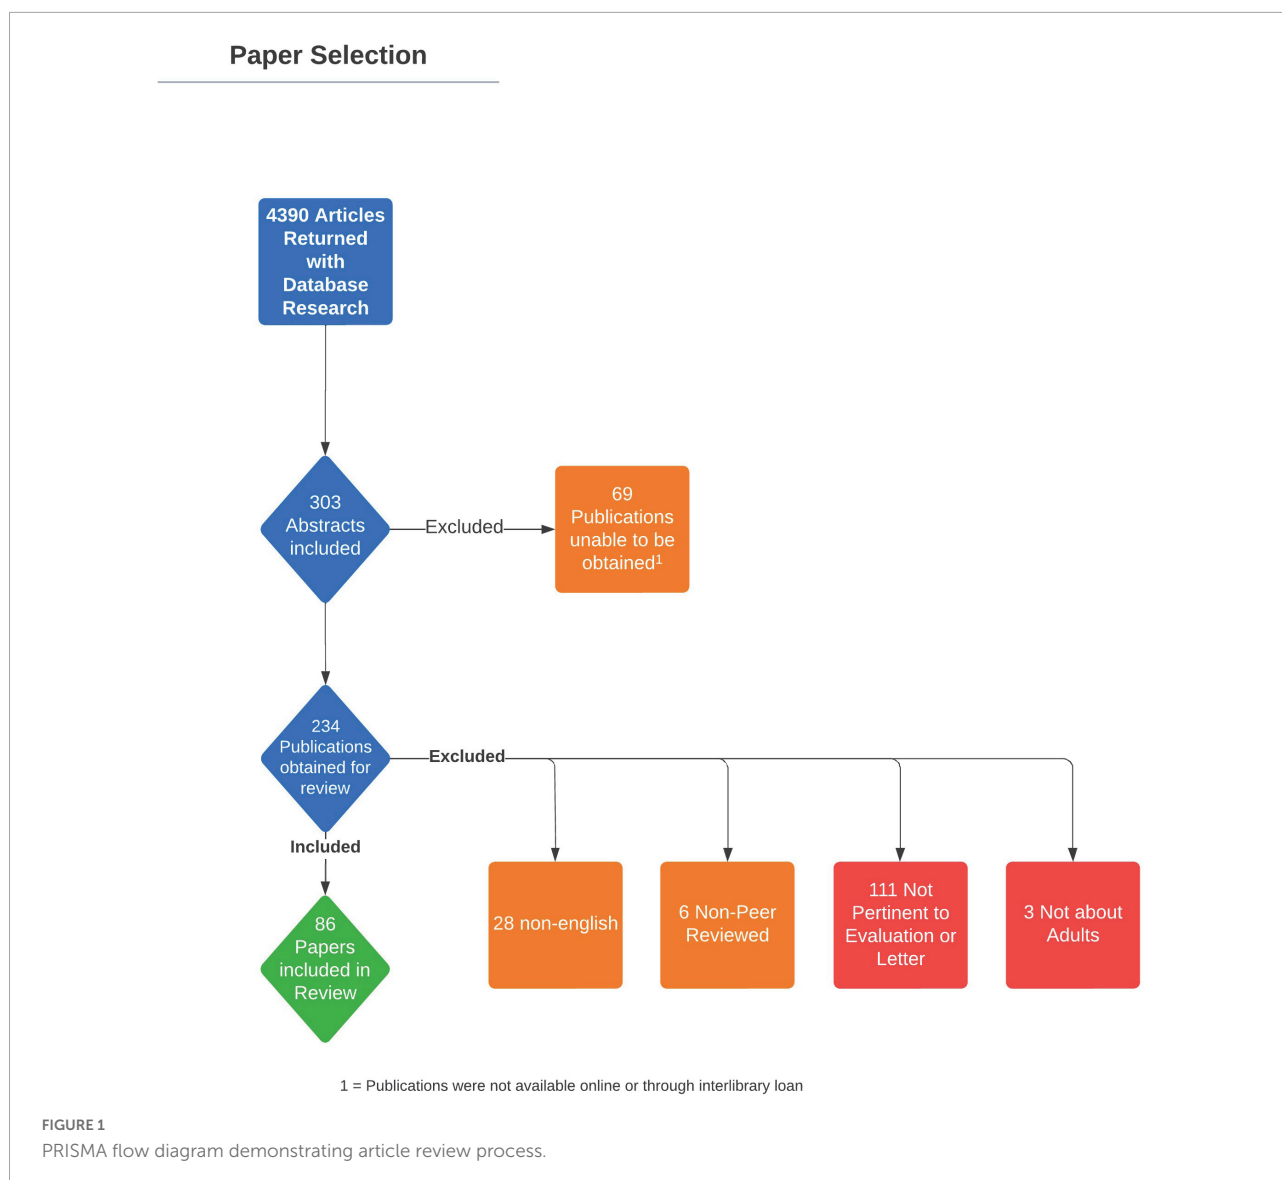 Paper Selection
4390 Articles
Returned
with
Database
Research
303
Abstracts
included
Excluded
69
Publications
unable to be
obtained1
234
Publications
obtained for
review
Excluded
Included
86
Papers
included in
Review
28 non-english
6 Non-Peer
Reviewed
111 Not
Pertinent to
Evaluation or
Letter
3 Not about
Adults
1 = Publications were not available online or through interlibrary loan
FIGURE 1
PRISMA flow diagram demonstrating article review process.